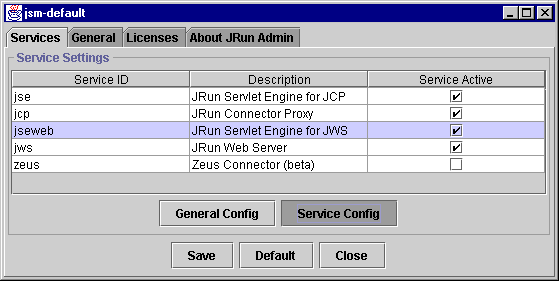 jsm-default
Services General Licenses About JRun Admin
Service Settings
Service ID Description Service Active
jse JRun Servlet Engine for JCP
jcp JRun Connector Proxy
jseweb JRun Servlet Engine for JWS
jws JRun Web Server
zeus Zeus Connector (beta)
General Config Service Config
Save Default Close